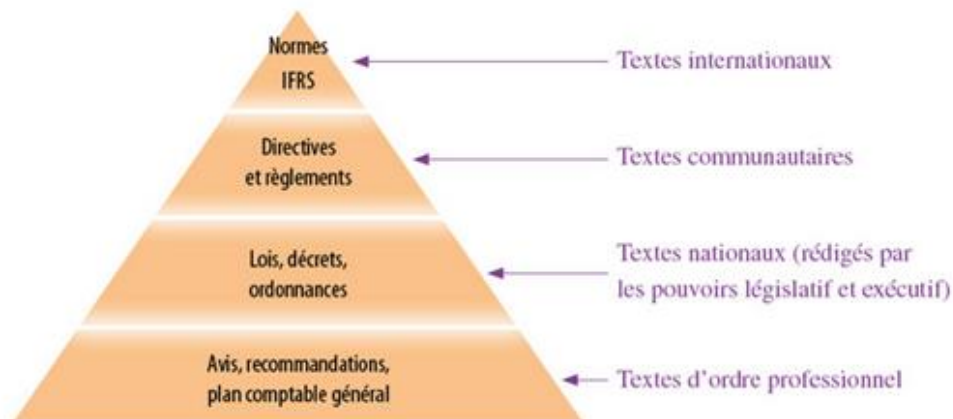 Normes
IFRS
Textes internationaux
Directives
et règlements
Textes communautaires
Lois, décrets,
ordonnances
Textes nationaux (rédigés par
les pouvoirs législatif et exécutif)
Avis, recommandations,
plan comptable général
Textes d'ordre professionnel